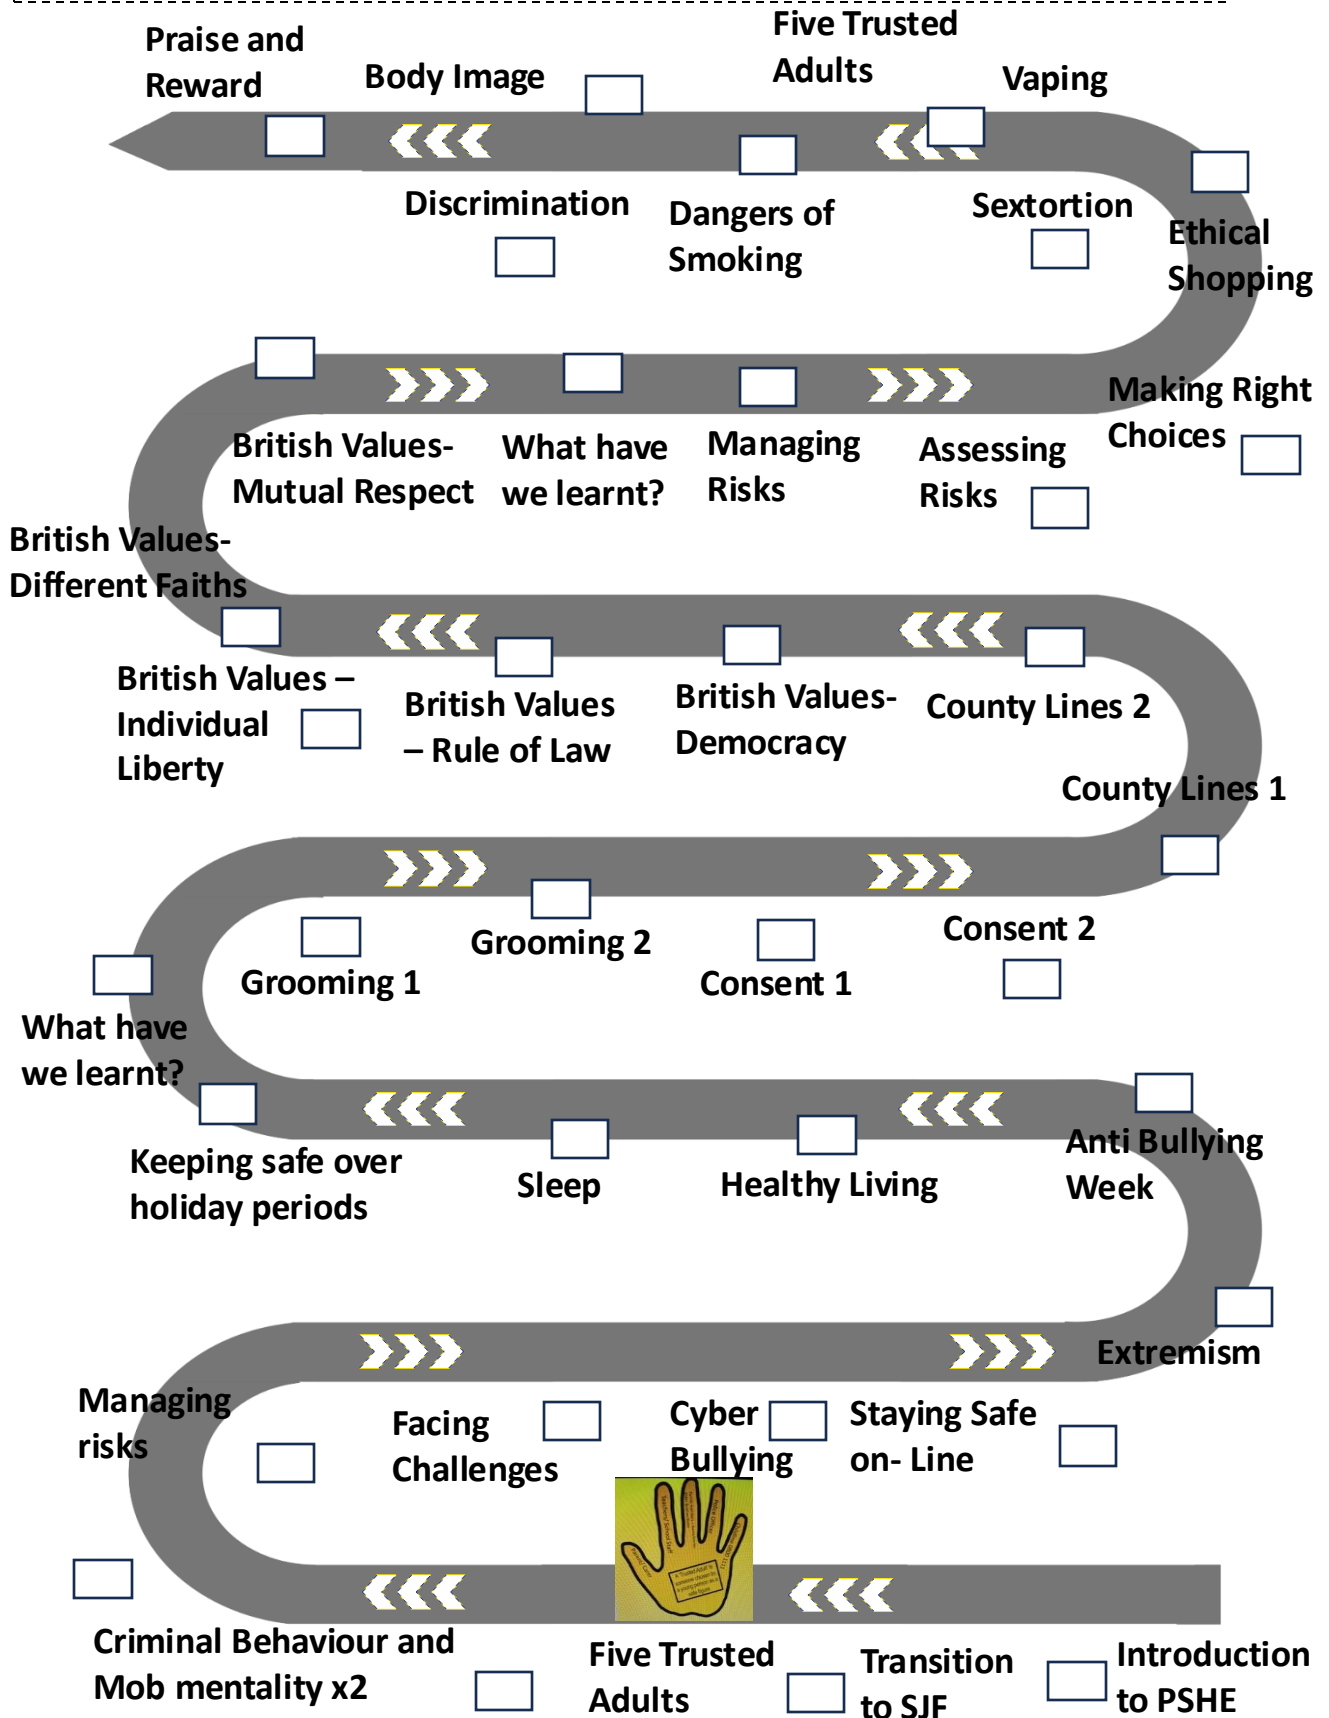 Praise and
Reward
Body Image
Five Trusted
Adults
Vaping
Discrimination
Dangers of
Smoking
Sextortion
Ethical
Shopping
British Values-
Mutual Respect
What have
we learnt?
Managing
Risks
Assessing
Risks
Making Right
Choices
British Values-
Different Faiths
British Values –
Individual
Liberty
British Values
– Rule of Law
British Values-
Democracy
County Lines 2
County Lines 1
Grooming 1
Grooming 2
Consent 1
Consent 2
What have
we learnt?
Keeping safe over
holiday periods
Sleep
Healthy Living
Anti Bullying
Week
Extremism
Managing
risks
Facing
Challenges
Cyber
Bullying
Staying Safe
on- Line
Criminal Behaviour and
Mob mentality x2
Five Trusted
Adults
Transition
to SJF
Introduction
to PSHE